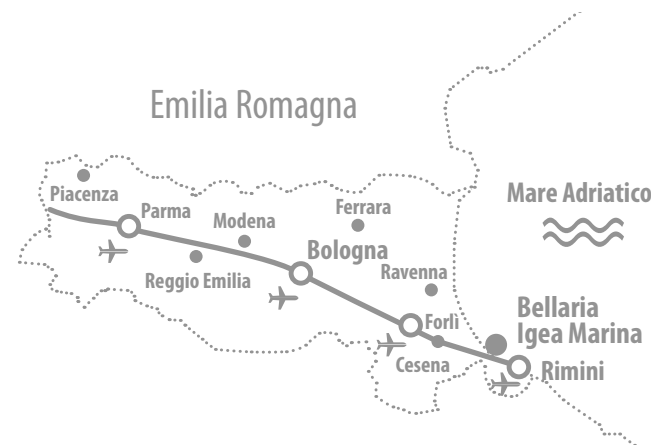 Emilia Romagna
Piacenza
Parma
Modena
Ferrara
Mare Adriatico
Reggio Emilia
Bologna
Ravenna
Forlì
Cesena
Bellaria
Igea Marina
Rimini